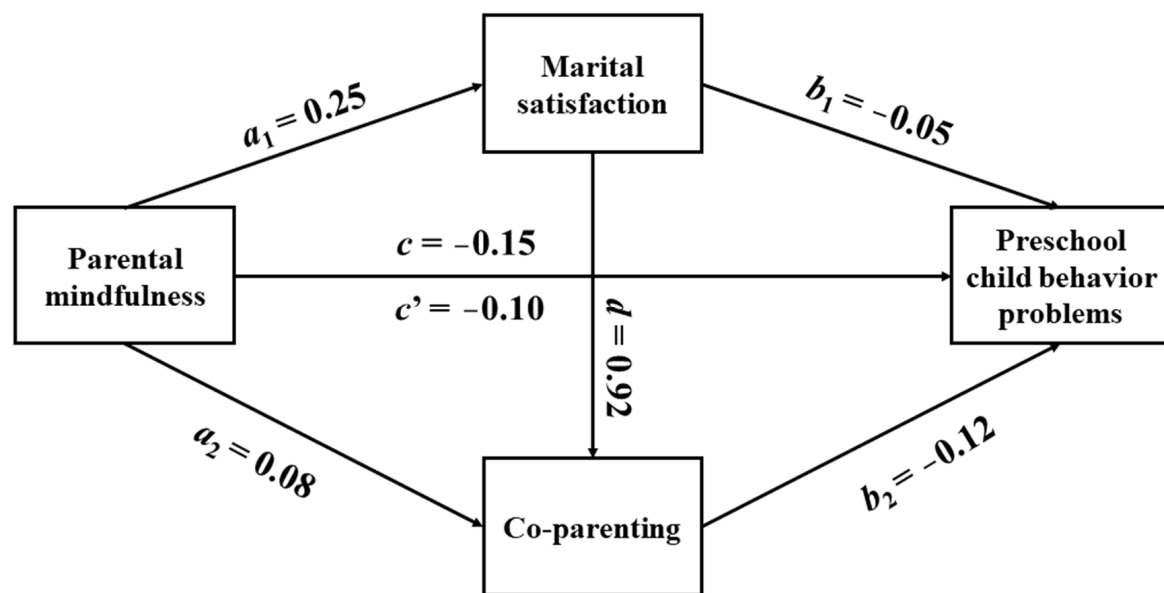 Marital
satisfaction
a₁ = 0.25
b₁ = −0.05
Parental
mindfulness
c = −0.15
c’ = −0.10
d = 0.92
Preschool
child behavior
problems
a₂ = 0.08
Co-parenting
b₂ = −0.12